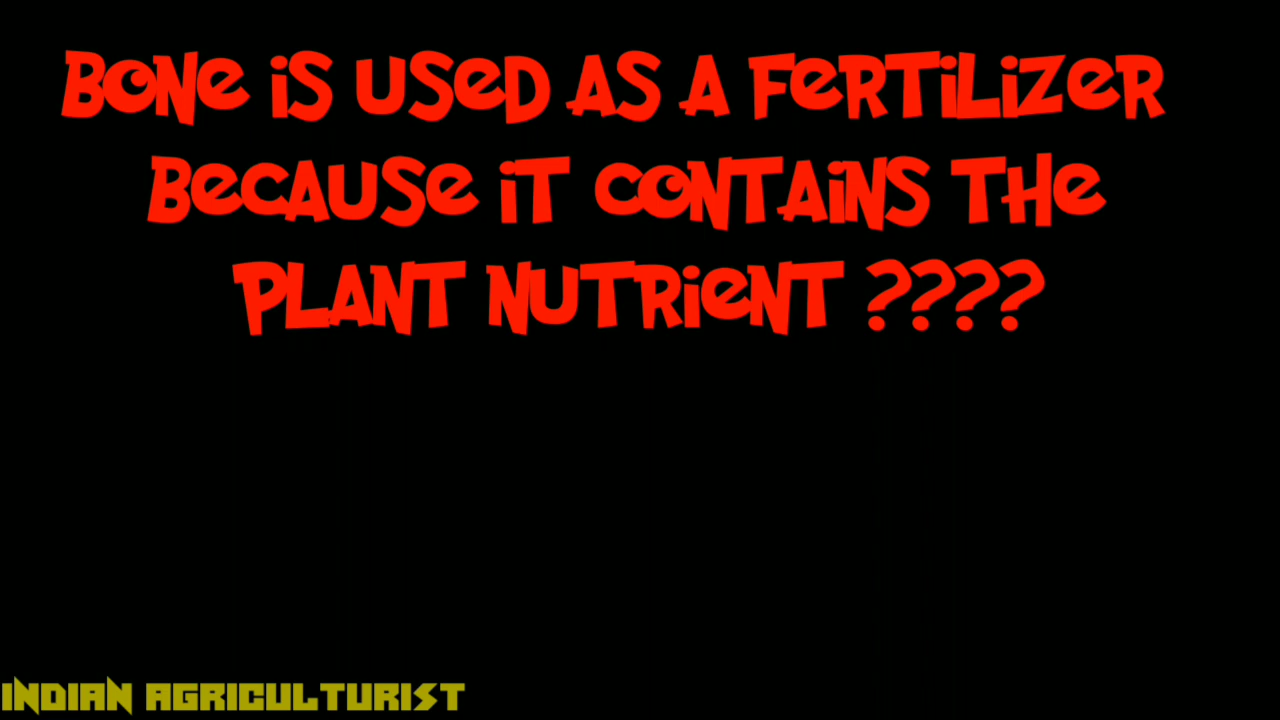 BONE IS USED AS A FERTILIZER
BECAUSE IT CONTAINS THE
PLANT NUTRIENT ????
INDIAN AGRICULTURIST